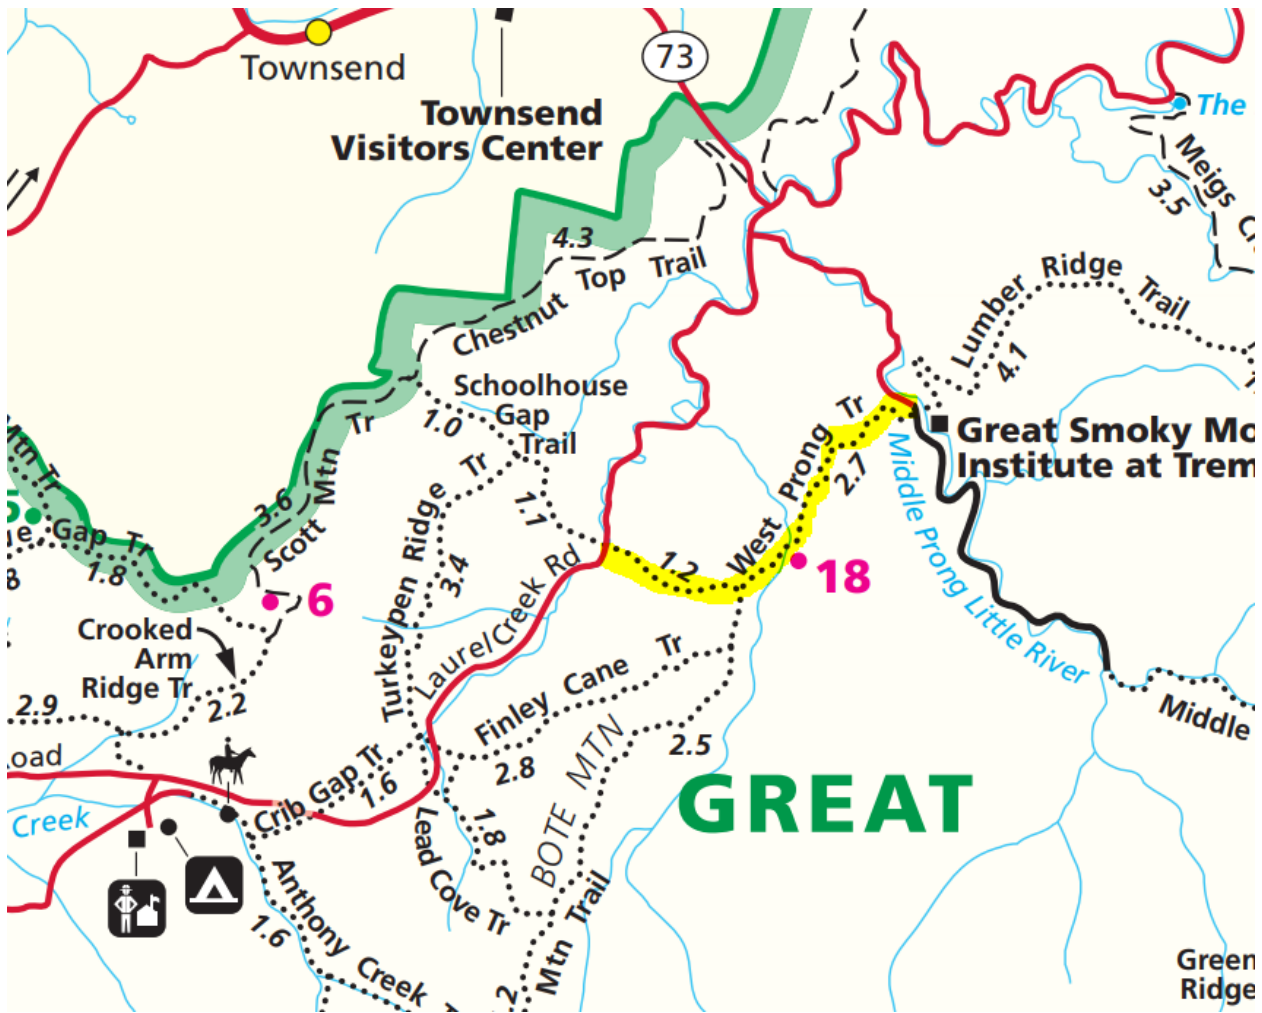 Townsend
73
Townsend
Visitors Center
The
Meigs
3.5
4.3
Chestnut Top Trail
Lumber Ridge Trail
4.1
Schoolhouse
Gap
Trail
1.0
Mtn Tr
Scott Mtn Tr
3.6
Gap Tr
1.8
6
Turkeypen Ridge Tr
3.4
1.1
West Prong Tr
2.7
1.2
18
Great Smoky Mo
Institute at Trem
Middle Prong Little River
Middle
Crooked
Arm
Ridge Tr
2.2
2.9
oad
Creek
Laurel Creek Rd
Finley Cane Tr
2.8
2.5
Crib Gap Tr
1.6
Lead Cove Tr
1.8
BOTE MTN
GREAT
Anthony Creek
1.6
Mtn Trail
Green
Ridge